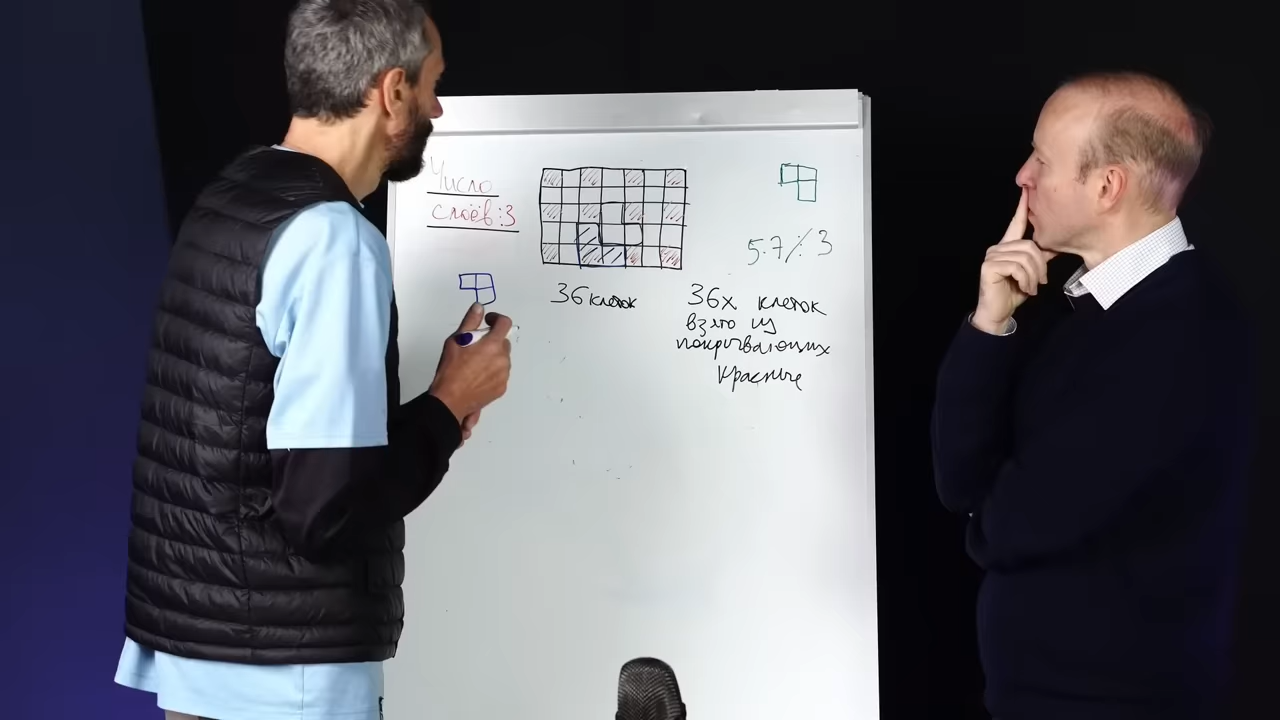 Число
слоёв:3
5·7⁒3
36 клеток
36х клеток
взято из
покрывающих
Красные